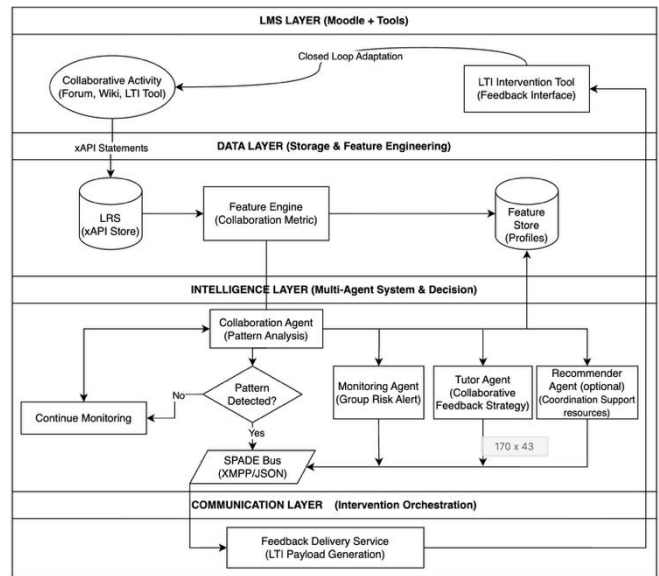 LMS LAYER (Moodle + Tools)
Closed Loop Adaptation
Collaborative Activity
(Forum, Wiki, LTI Tool)
LTI Intervention Tool
(Feedback Interface)
xAPI Statements
DATA LAYER (Storage & Feature Engineering)
LRS
(xAPI Store)
Feature Engine
(Collaboration Metric)
Feature
Store
(Profiles)
INTELLIGENCE LAYER (Multi-Agent System & Decision)
Collaboration Agent
(Pattern Analysis)
Continue Monitoring
No
Pattern
Detected?
Yes
Monitoring Agent
(Group Risk Alert)
Tutor Agent
(Collaborative
Feedback Strategy)
Recommender
Agent (optional)
(Coordination Support
resources)
170 x 43
SPADE Bus
(XMPP/JSON)
COMMUNICATION LAYER (Intervention Orchestration)
Feedback Delivery Service
(LTI Payload Generation)